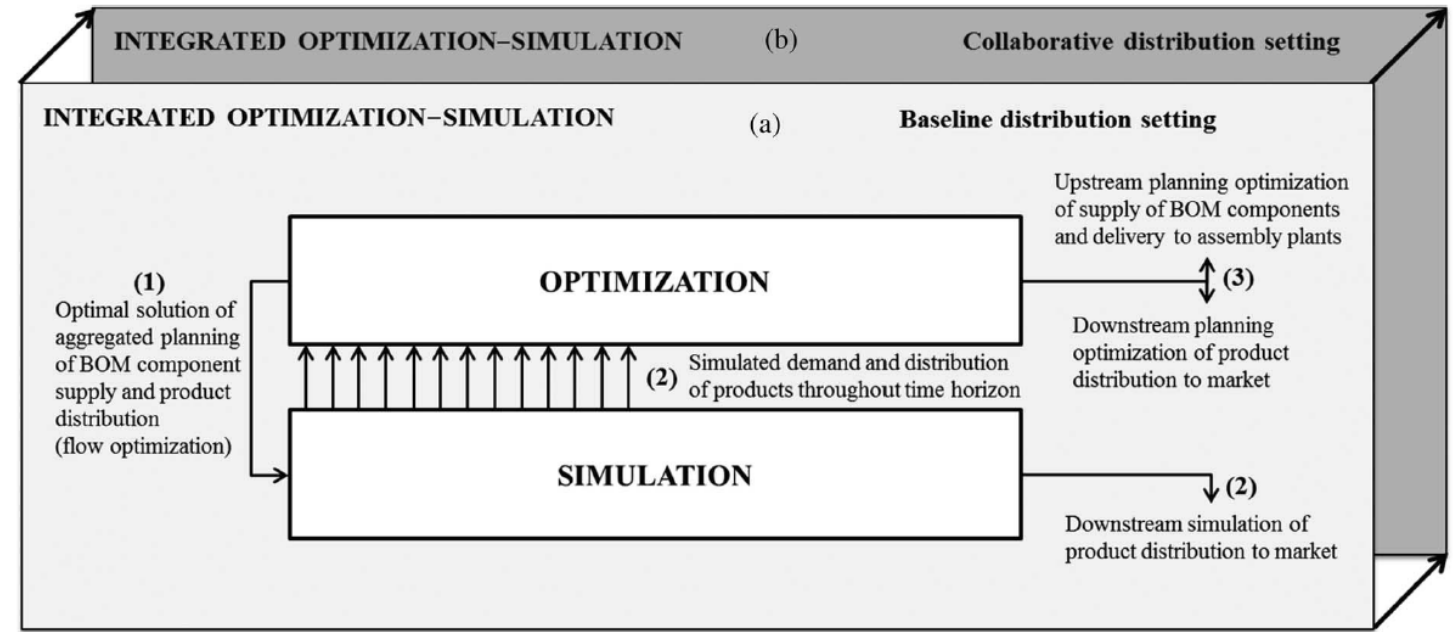 INTEGRATED OPTIMIZATION–SIMULATION (b) Collaborative distribution setting
INTEGRATED OPTIMIZATION–SIMULATION (a) Baseline distribution setting
(1)
Optimal solution of
aggregated planning
of BOM component
supply and product
distribution
(flow optimization)
OPTIMIZATION
(2)
Simulated demand and distribution
of products throughout time horizon
SIMULATION
Upstream planning optimization
of supply of BOM components
and delivery to assembly plants
(3)
Downstream planning
optimization of product
distribution to market
(2)
Downstream simulation of
product distribution to market